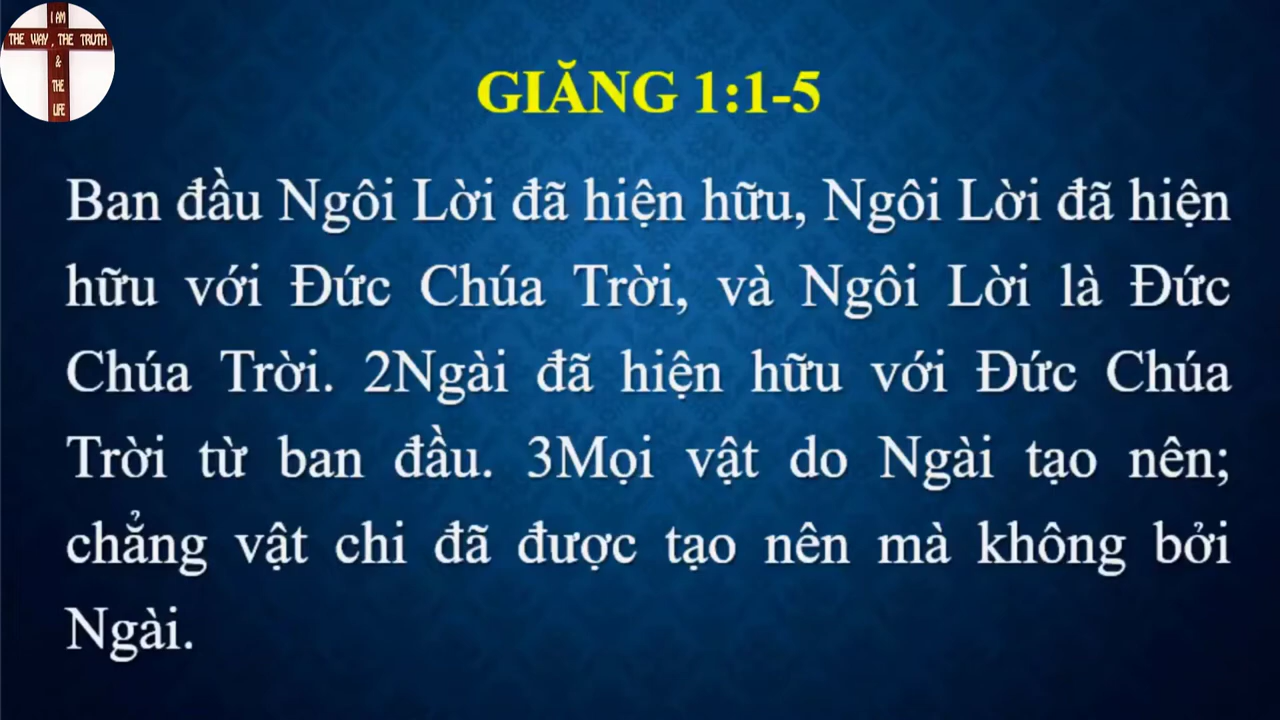 I AM
THE WAY, THE TRUTH
&
THE
LIFE
GIĂNG 1:1-5
Ban đầu Ngôi Lời đã hiện hữu, Ngôi Lời đã hiện
hữu với Đức Chúa Trời, và Ngôi Lời là Đức
Chúa Trời. 2Ngài đã hiện hữu với Đức Chúa
Trời từ ban đầu. 3Mọi vật do Ngài tạo nên;
chẳng vật chi đã được tạo nên mà không bởi
Ngài.